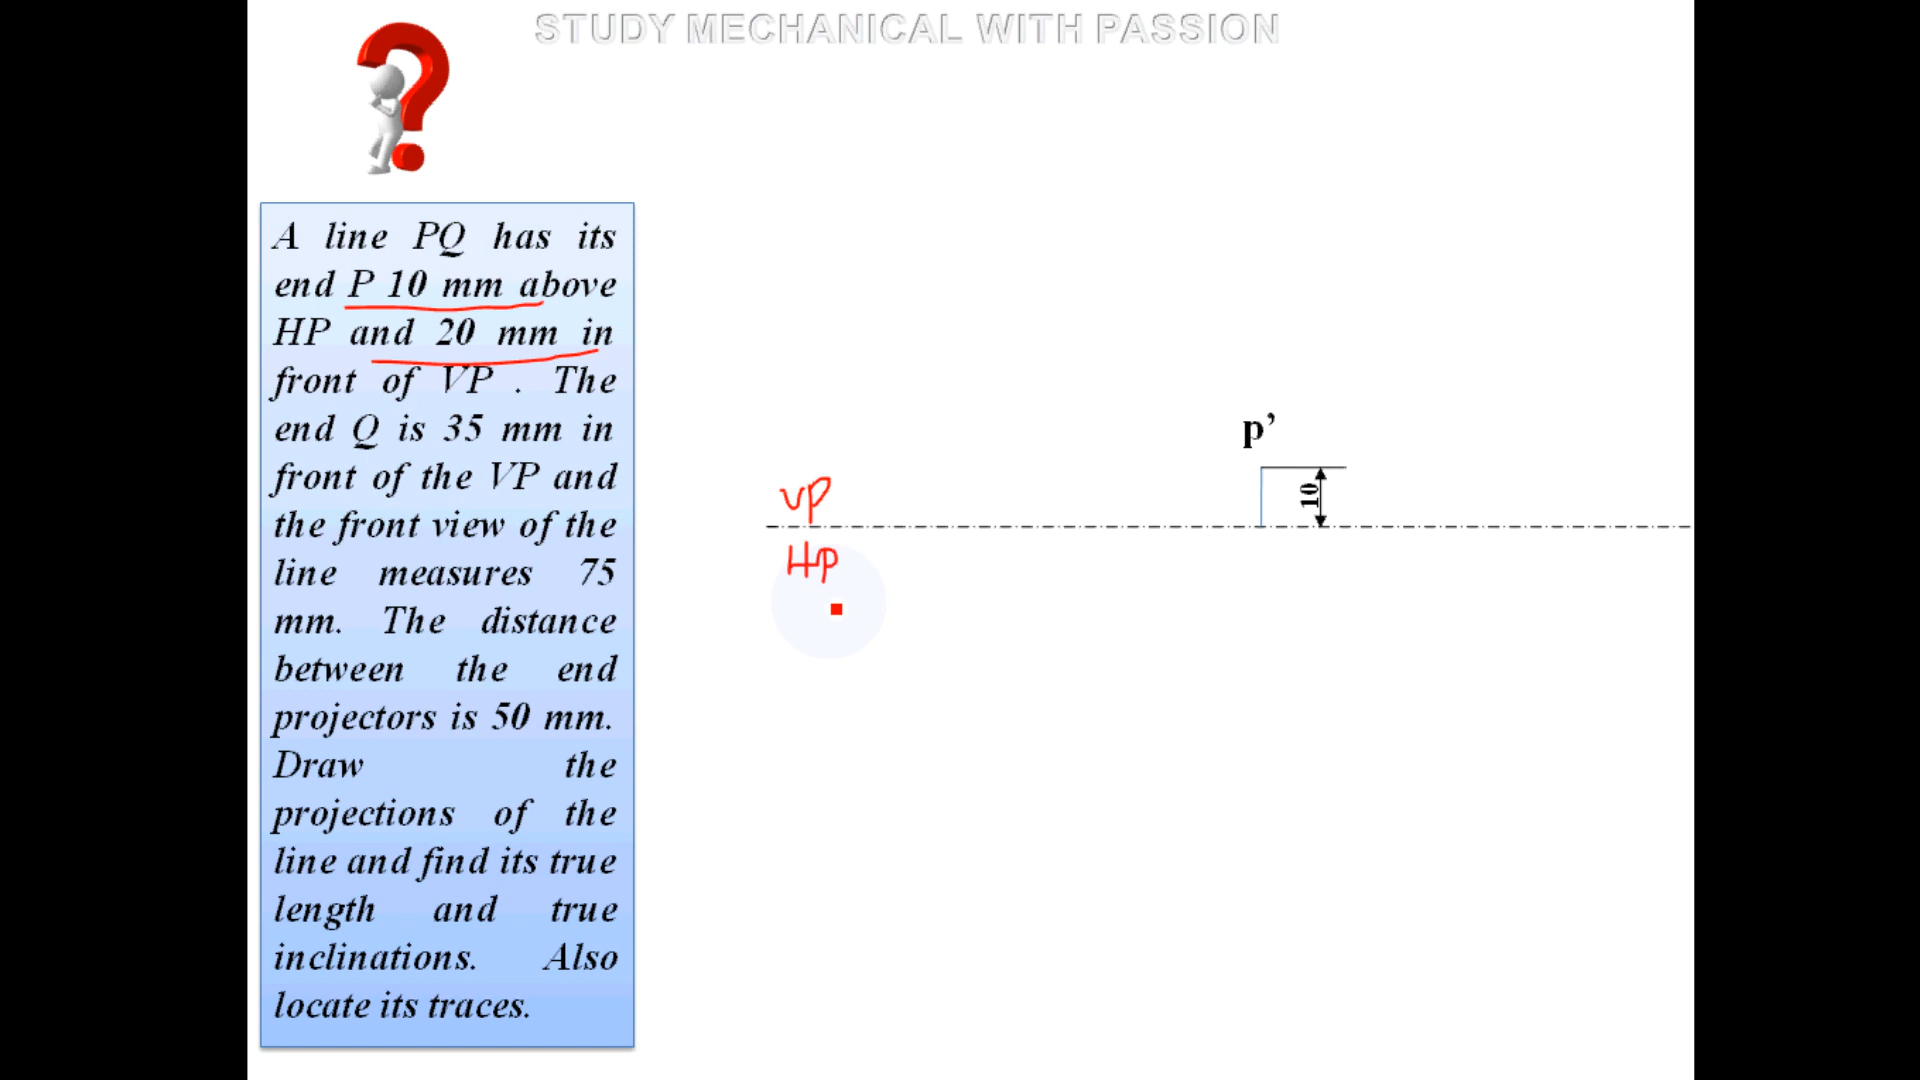 STUDY MECHANICAL WITH PASSION
A line PQ has its
end P 10 mm above
HP and 20 mm in
front of VP . The
end Q is 35 mm in
front of the VP and
the front view of the
line measures 75
mm. The distance
between the end
projectors is 50 mm.
Draw the
projections of the
line and find its true
length and true
inclinations. Also
locate its traces.
p’
10
VP
HP